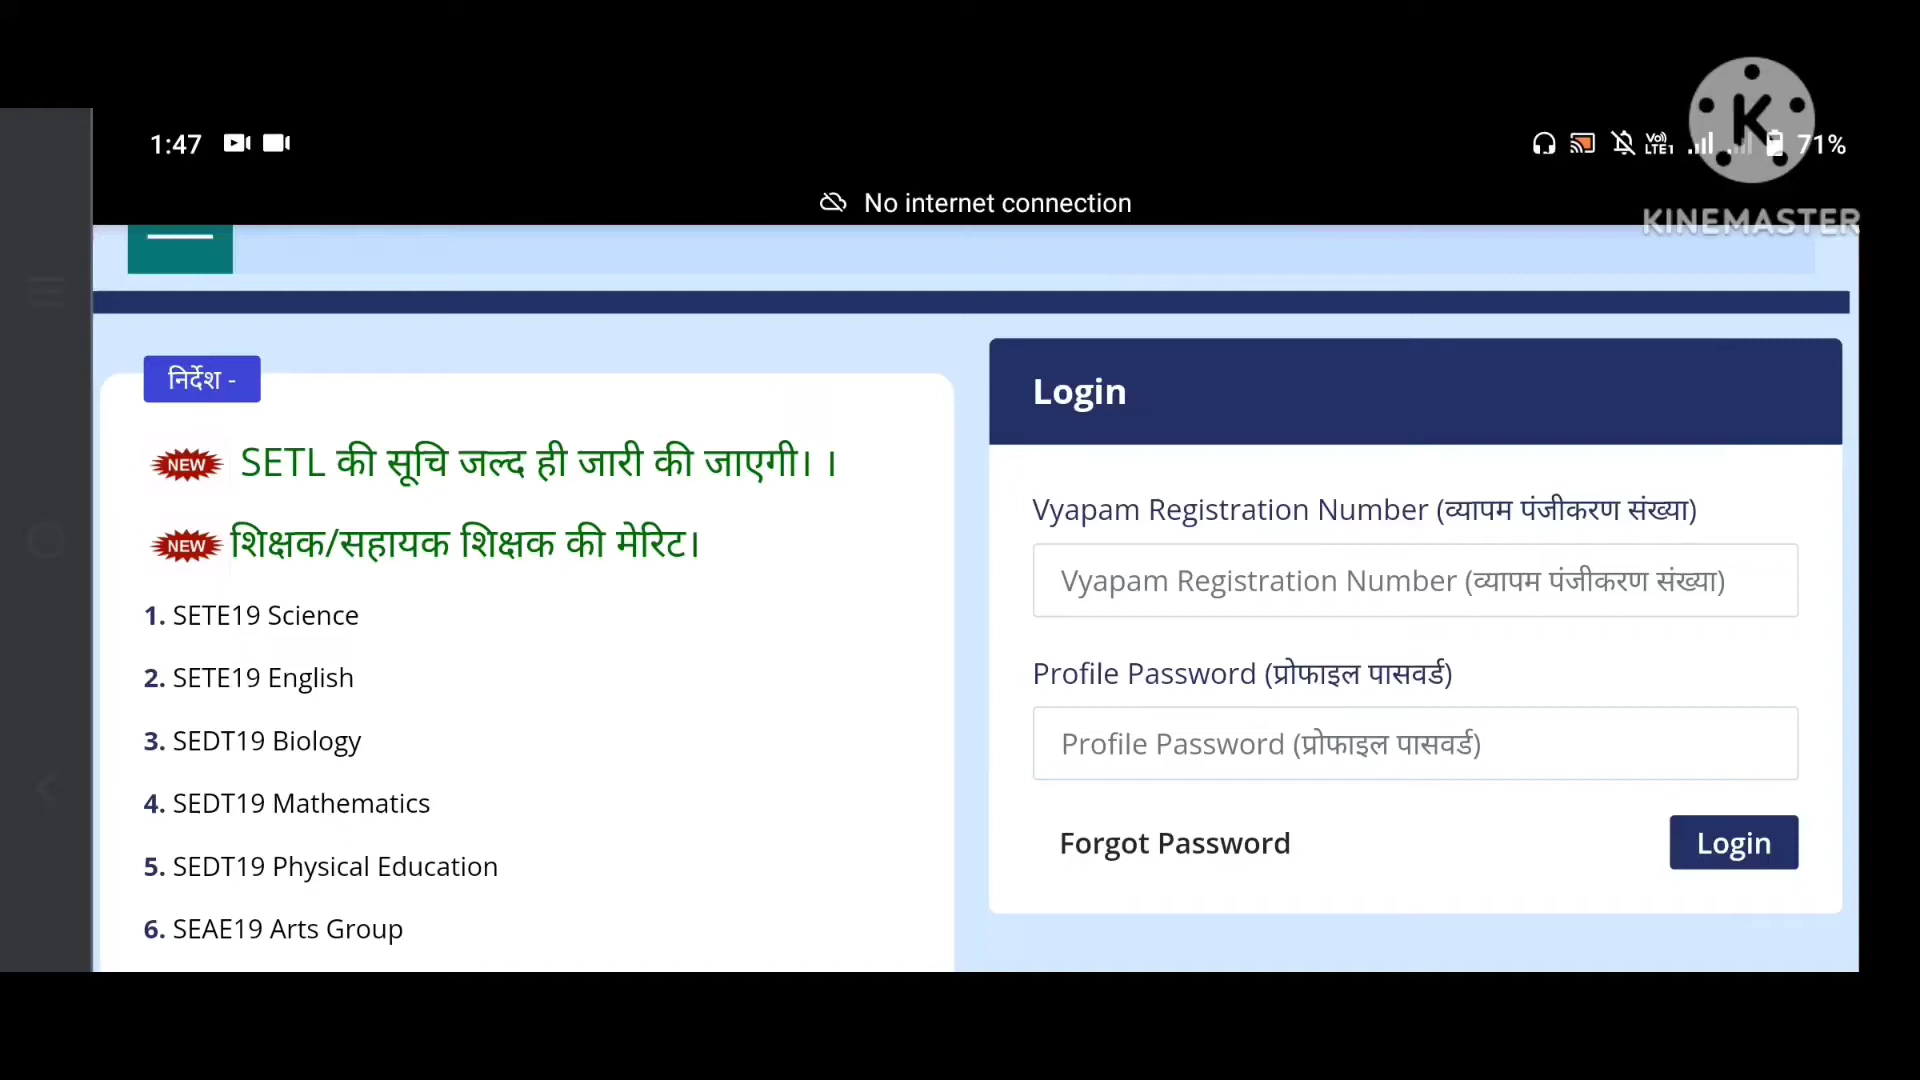 1:47
Vo) LTE1
71%
No internet connection
KINEMASTER
निर्देश -
NEW SETL की सूचि जल्द ही जारी की जाएगी। ।
NEW शिक्षक/सहायक शिक्षक की मेरिट।
1. SETE19 Science
2. SETE19 English
3. SEDT19 Biology
4. SEDT19 Mathematics
5. SEDT19 Physical Education
6. SEAE19 Arts Group
Login
Vyapam Registration Number (व्यापम पंजीकरण संख्या)
Vyapam Registration Number (व्यापम पंजीकरण संख्या)
Profile Password (प्रोफाइल पासवर्ड)
Profile Password (प्रोफाइल पासवर्ड)
Forgot Password
Login